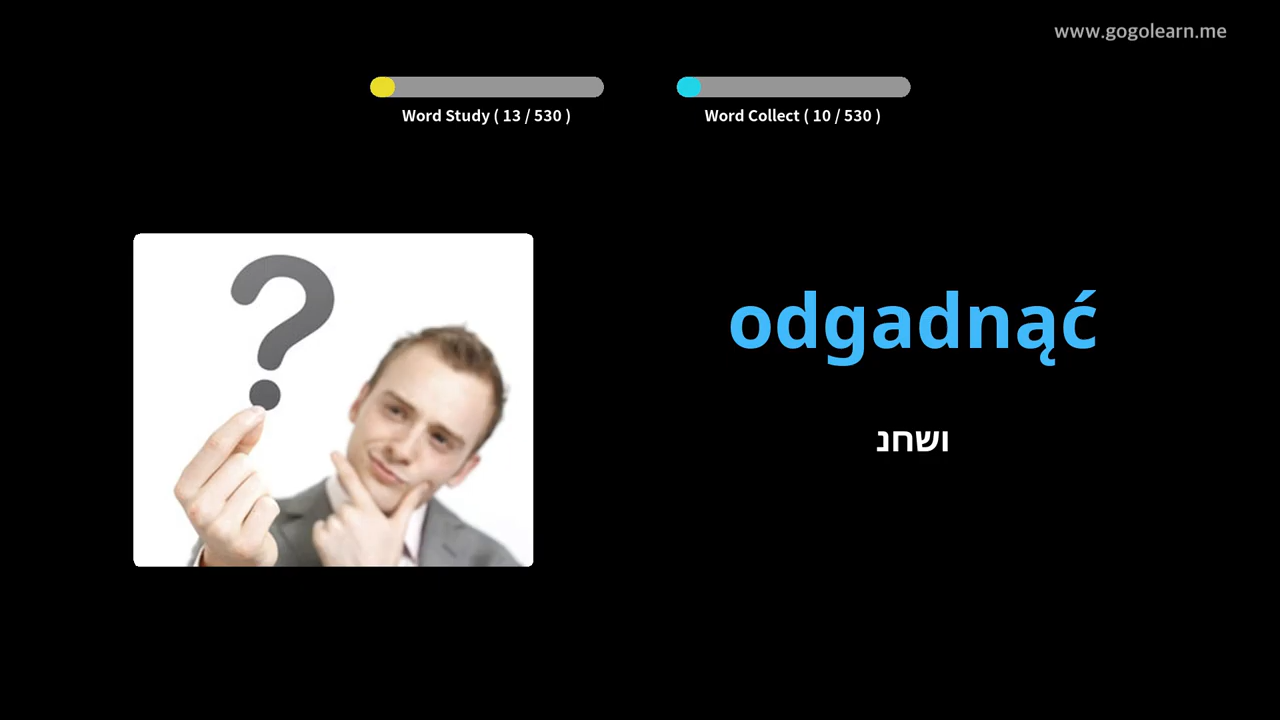 www.gogolearn.me
Word Study ( 13 / 530 )
Word Collect ( 10 / 530 )
odgadnąć
ושחנ